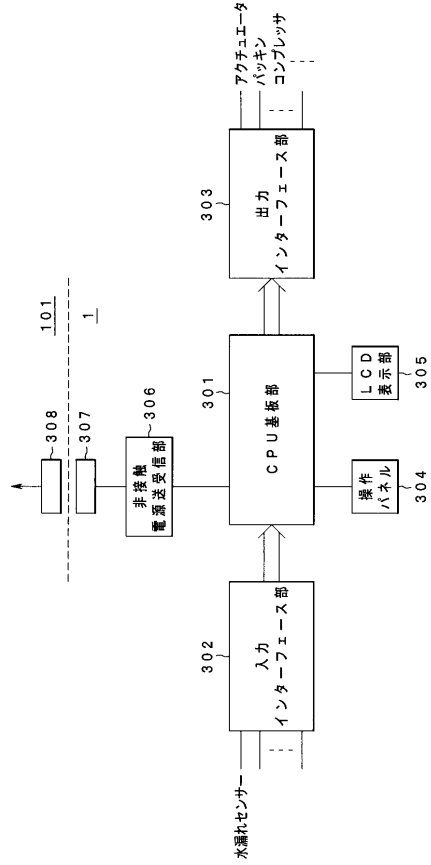 101
1
308
307
306
非接触
電源送受信部
水漏れセンサー
302
入力
インターフェース部
301
CPU基板部
303
出力
インターフェース部
アクチュエータ
パッキン
コンプレッサ
操作
パネル
304
LCD
表示部
305